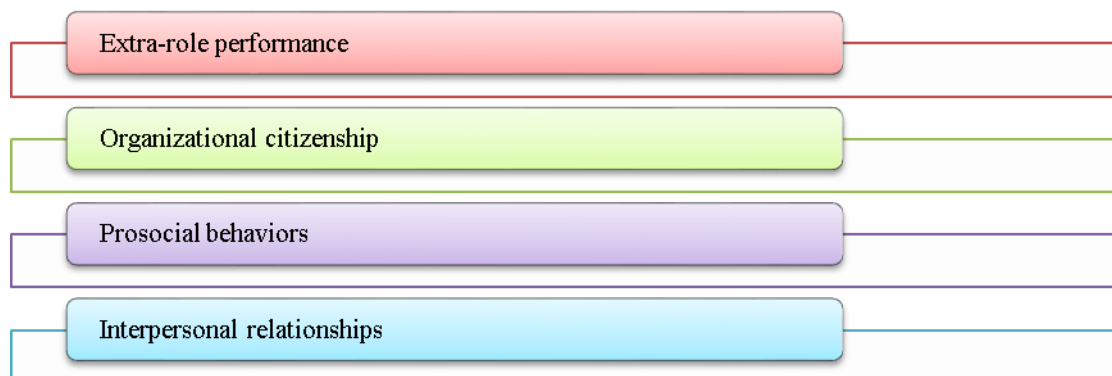 Extra-role performance
Organizational citizenship
Prosocial behaviors
Interpersonal relationships